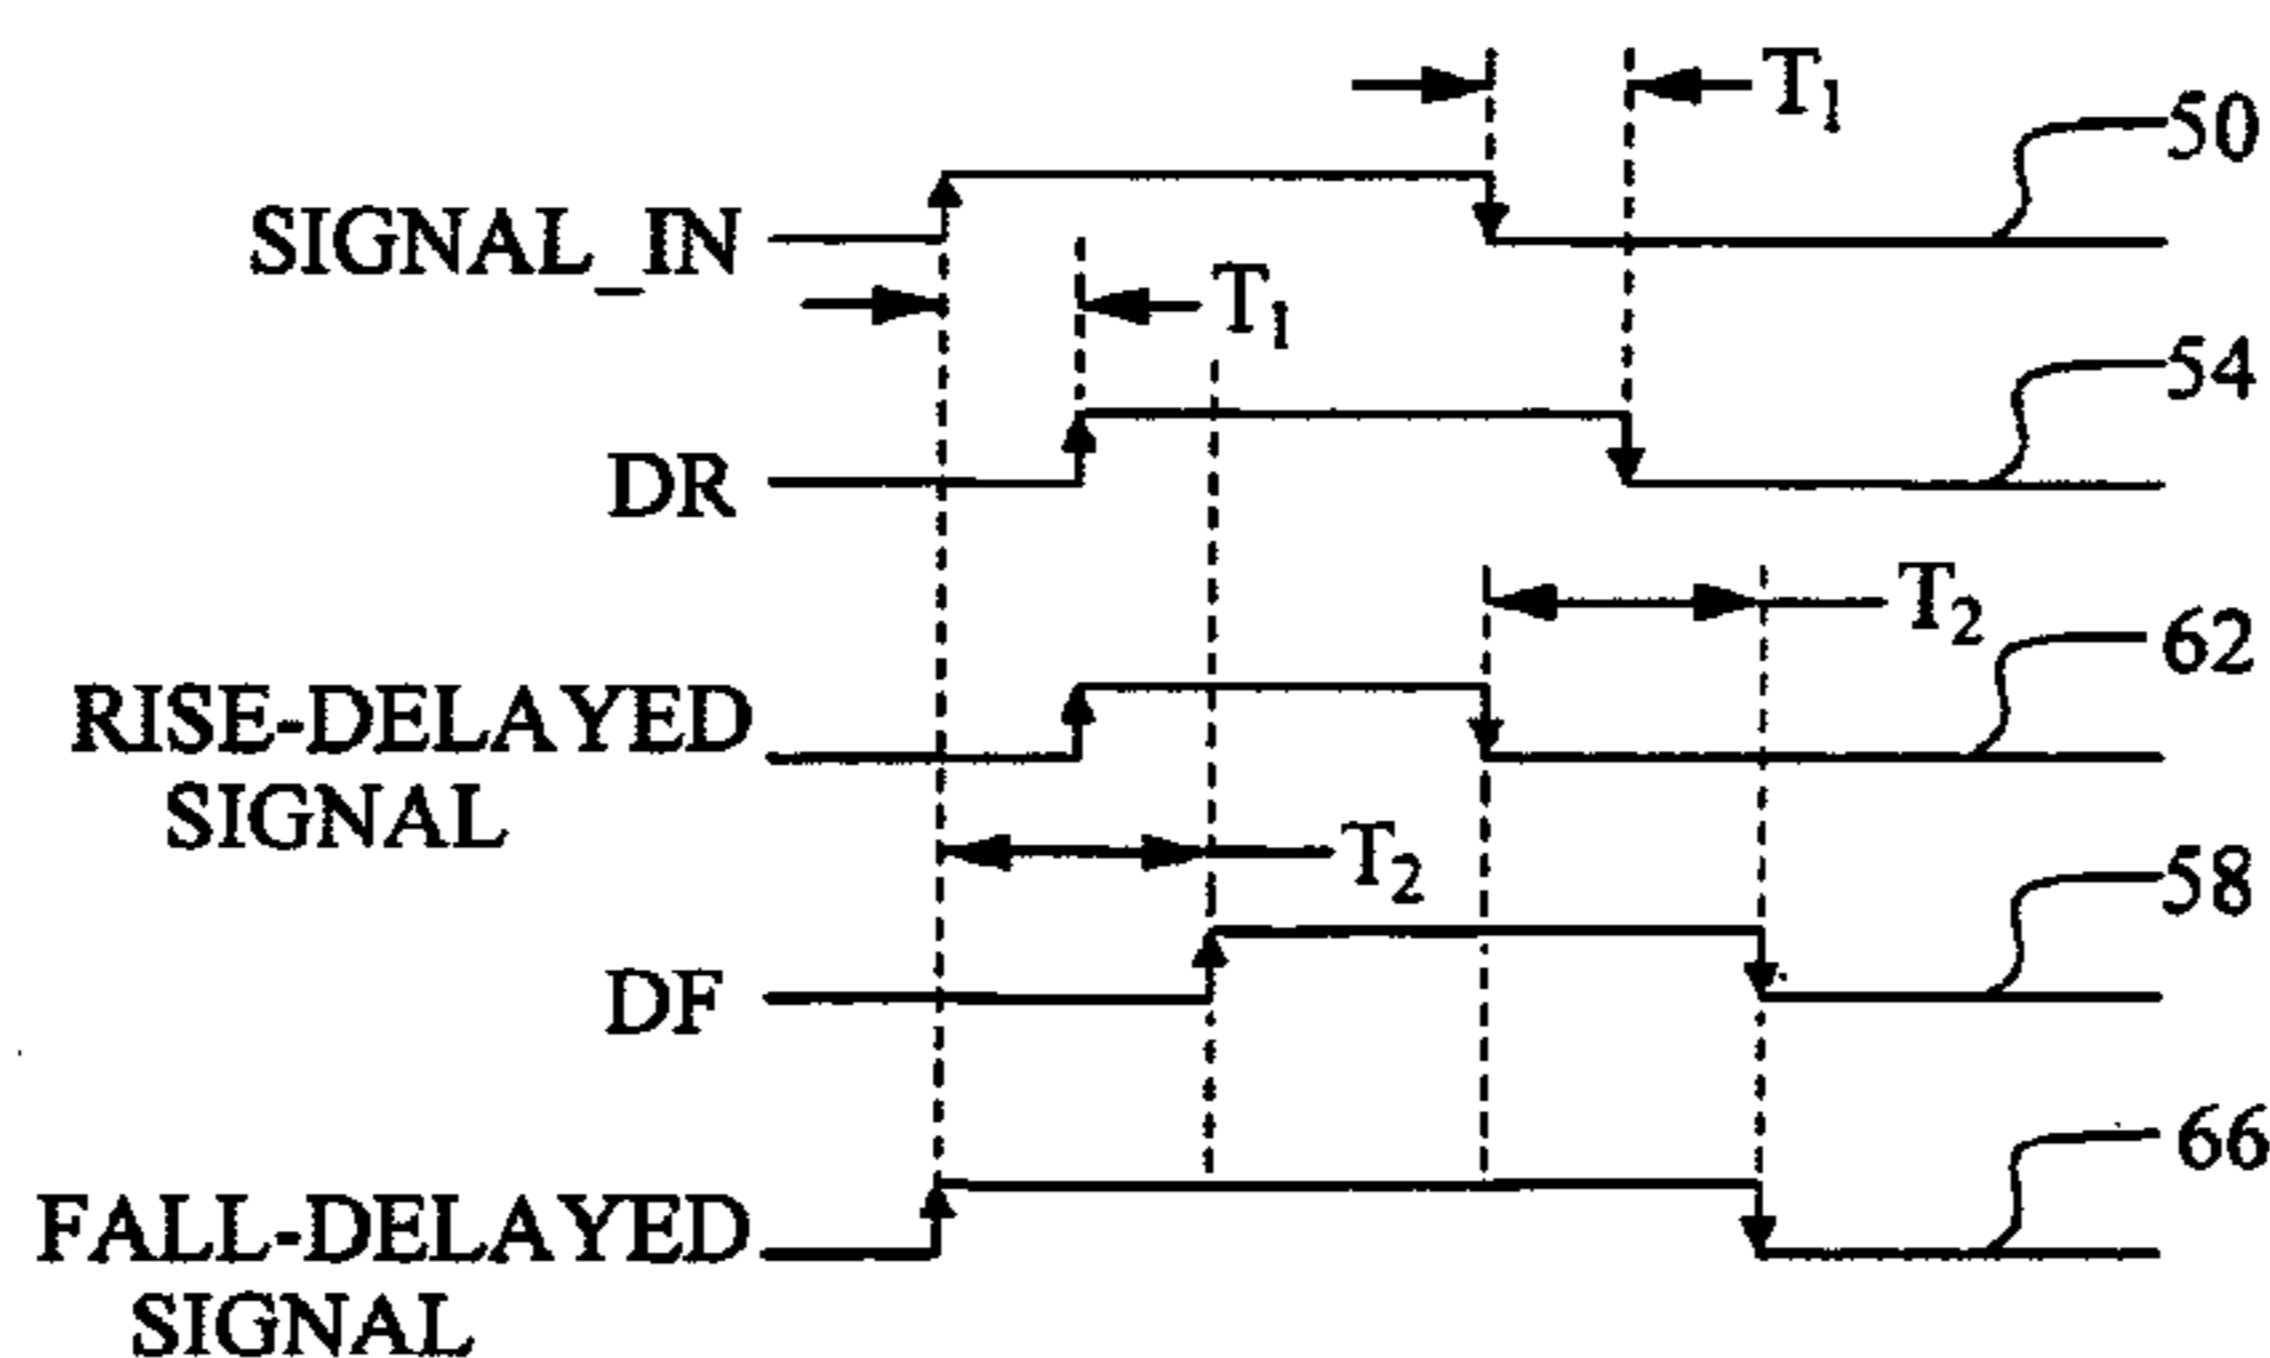 T1
50
SIGNAL_IN
T1
54
DR
T2
62
RISE-DELAYED
SIGNAL
T2
58
DF
66
FALL-DELAYED
SIGNAL